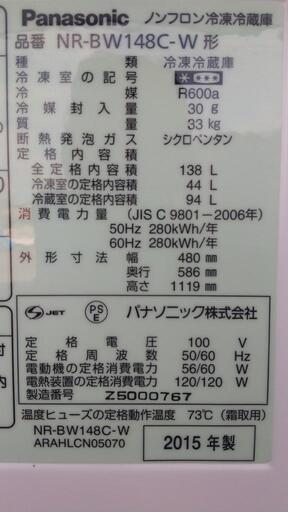 Panasonic ノンフロン冷凍冷蔵庫
品番 NR-BW148C-W 形
種類 冷凍冷蔵庫
冷凍室の記号
冷媒 R600a
冷媒封入量 30 g
質量 33 kg
断熱発泡ガス シクロペンタン
定格内容積
全定格内容積 138 L
冷凍室の定格内容積 44 L
冷蔵室の定格内容積 94 L
消費電力量 (JIS C 9801-2006年)
50Hz 280kWh/年
60Hz 280kWh/年
外形寸法 幅 480 mm
奥行 586 mm
高さ 1119 mm
S JET PS E パナソニック株式会社
定格電圧 100 V
定格周波数 50/60 Hz
電動機の定格消費電力 56/60 W
電熱装置の定格消費電力 120/120 W
製造番号 Z5000767
温度ヒューズの定格動作温度 73℃ (霜取用)
NR-BW148C-W
ARAHLCN05070
2015 年製